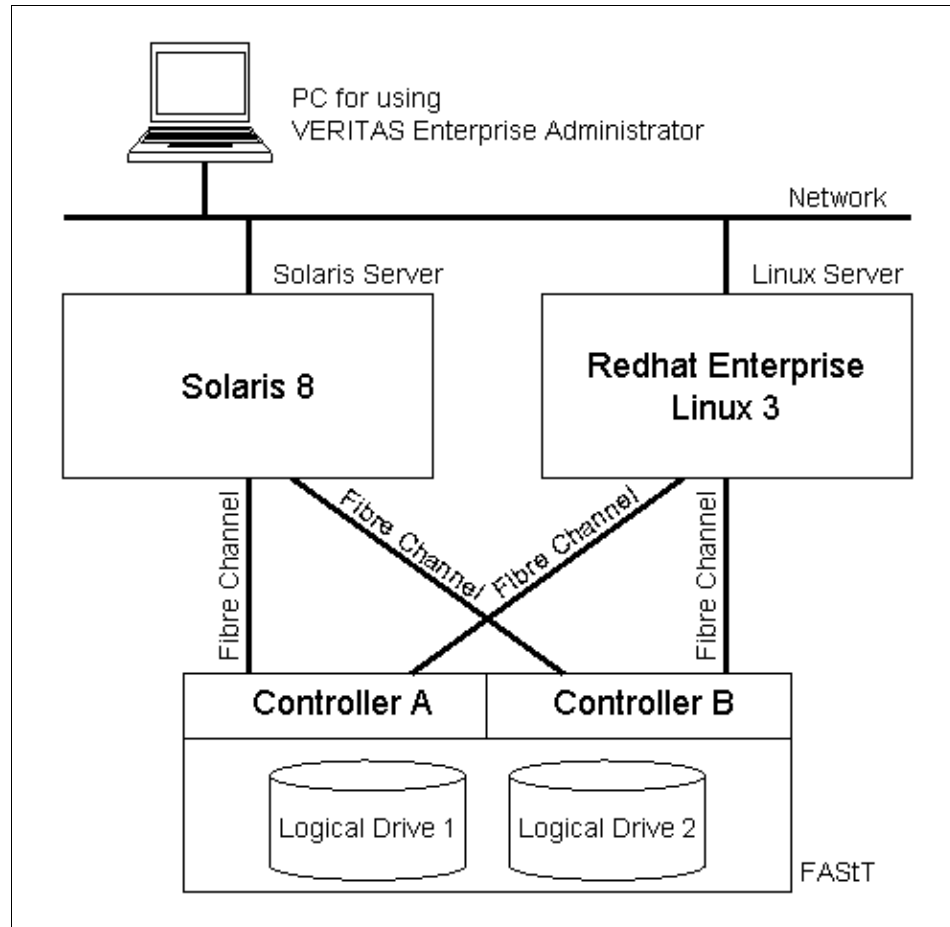 PC for using
VERITAS Enterprise Administrator
Network
Solaris Server
Linux Server
Solaris 8
Redhat Enterprise
Linux 3
Fibre Channel
Fibre Channel
Fibre Channel
Fibre Channel
Controller A
Controller B
Logical Drive 1
Logical Drive 2
FAStT